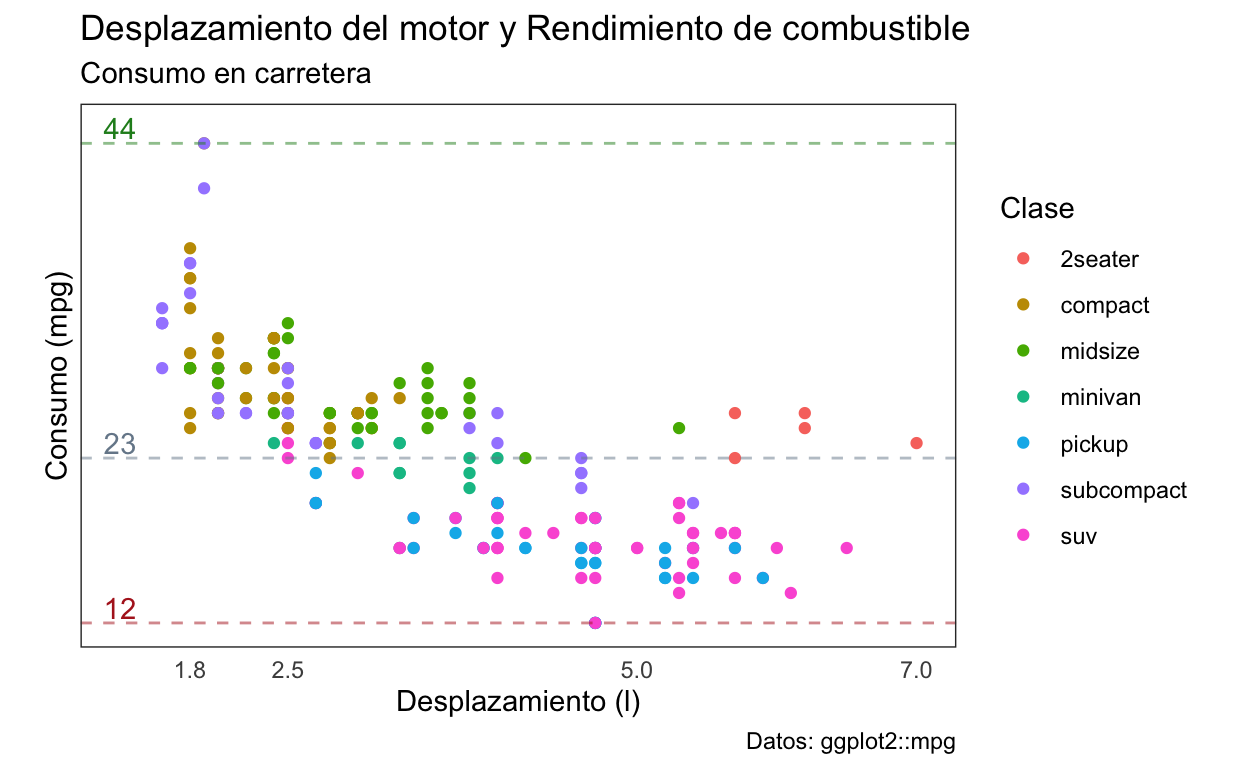 Desplazamiento del motor y Rendimiento de combustible
Consumo en carretera
44
23
12
Consumo (mpg)
1.8 2.5 5.0 7.0
Desplazamiento (l)
Clase
2seater
compact
midsize
minivan
pickup
subcompact
suv
Datos: ggplot2::mpg